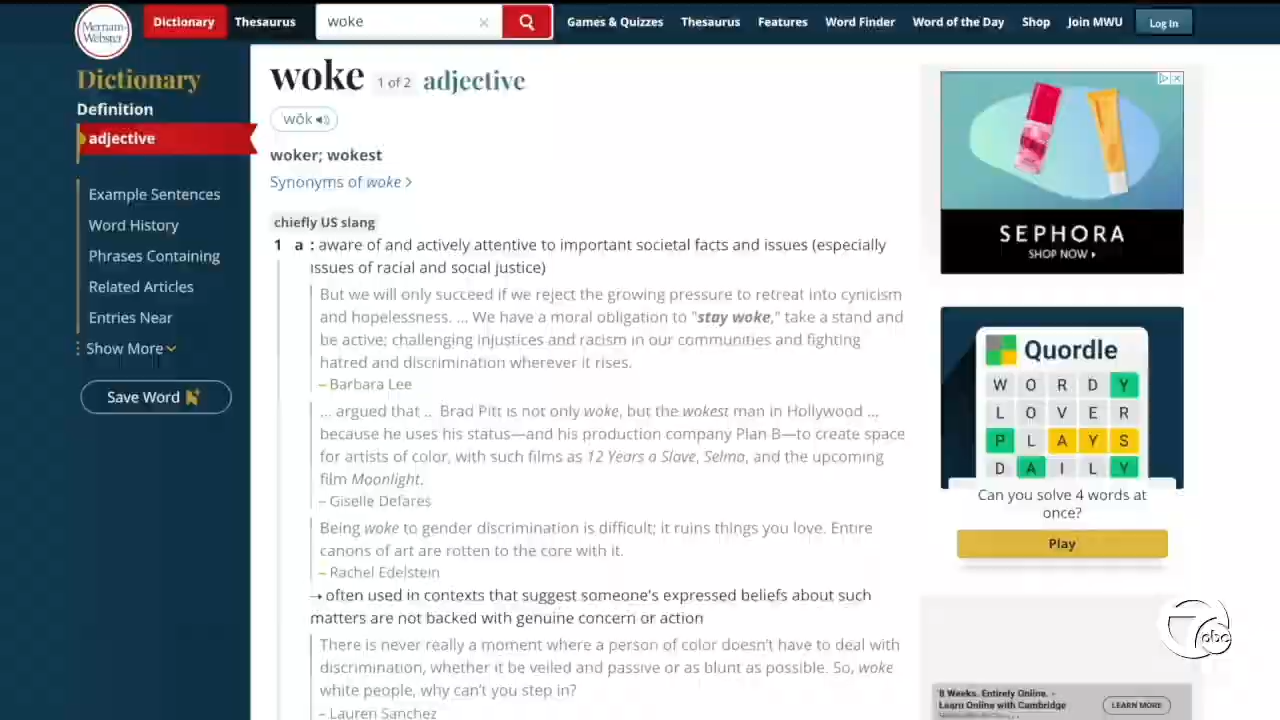 Merriam-
Webster
Dictionary Thesaurus woke Games & Quizzes Thesaurus Features Word Finder Word of the Day Shop Join MWU Log In
Dictionary
Definition
adjective
Example Sentences
Word History
Phrases Containing
Related Articles
Entries Near
Show More
Save Word
woke 1 of 2 adjective
wōk
woker; wokest
Synonyms of woke >
chiefly US slang
1 a : aware of and actively attentive to important societal facts and issues (especially
issues of racial and social justice)
But we will only succeed if we reject the growing pressure to retreat into cynicism
and hopelessness. … We have a moral obligation to "stay woke," take a stand and
be active; challenging injustices and racism in our communities and fighting
hatred and discrimination wherever it rises.
– Barbara Lee
… argued that … Brad Pitt is not only woke, but the wokest man in Hollywood …
because he uses his status—and his production company Plan B—to create space
for artists of color, with such films as 12 Years a Slave, Selma, and the upcoming
film Moonlight.
– Giselle Defares
Being woke to gender discrimination is difficult; it ruins things you love. Entire
canons of art are rotten to the core with it.
– Rachel Edelstein
→ often used in contexts that suggest someone's expressed beliefs about such
matters are not backed with genuine concern or action
There is never really a moment where a person of color doesn't have to deal with
discrimination, whether it be veiled and passive or as blunt as possible. So, woke
white people, why can't you step in?
– Lauren Sanchez
SEPHORA
SHOP NOW
Quordle
W O R D Y
L O V E R
P L A Y S
D A I L Y
Can you solve 4 words at
once?
Play
7 abc
8 Weeks. Entirely Online. -
Learn Online with Cambridge
LEARN MORE